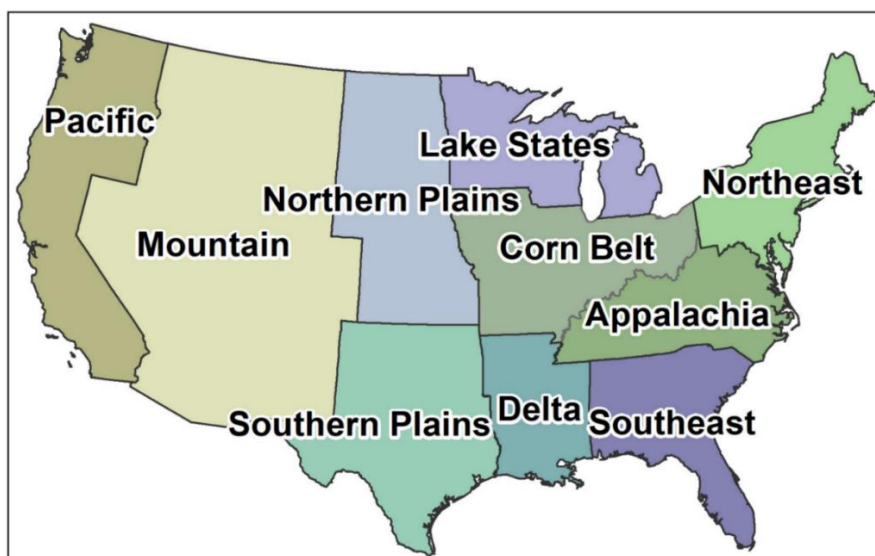 Pacific
Lake States
Northeast
Northern Plains
Mountain
Corn Belt
Appalachia
Southern Plains
Delta
Southeast